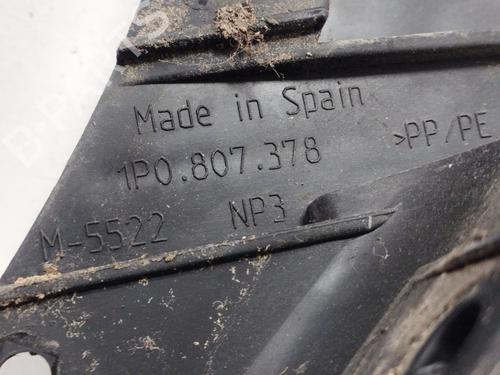 Made in Spain
1P0.807.378 >PP/PE
M-5522 NP3